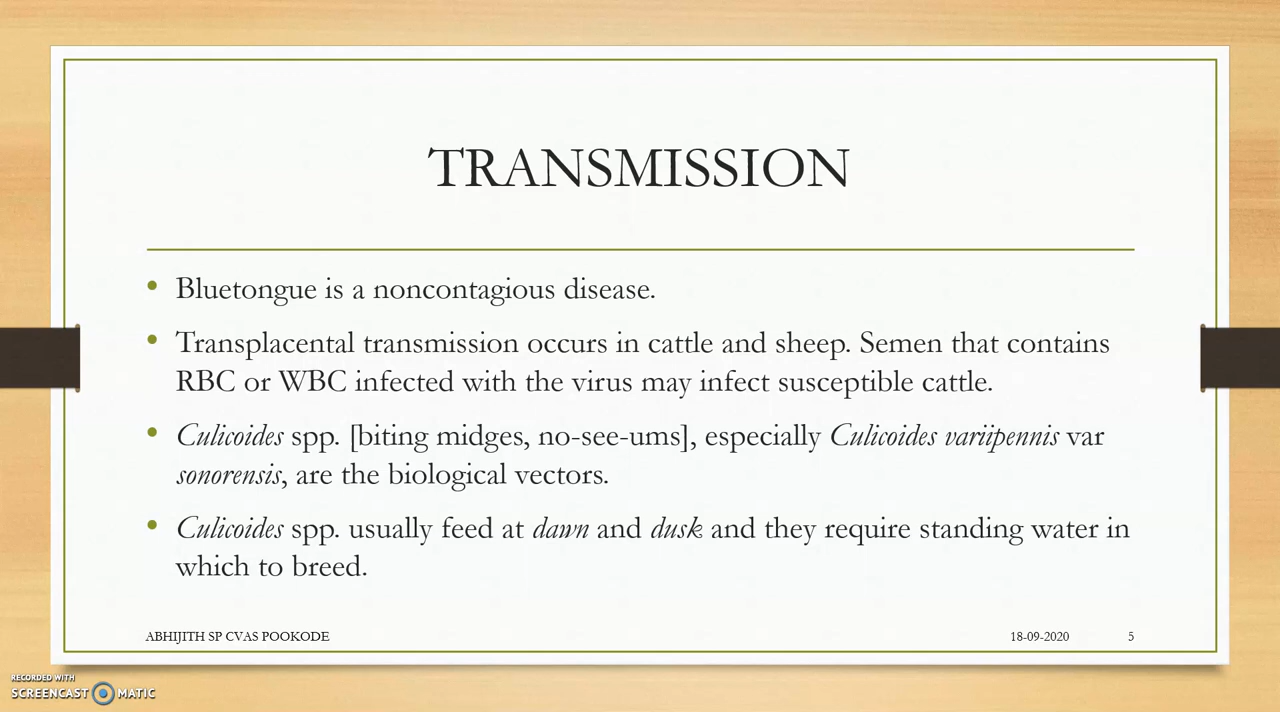 TRANSMISSION
• Bluetongue is a noncontagious disease.
• Transplacental transmission occurs in cattle and sheep. Semen that contains
RBC or WBC infected with the virus may infect susceptible cattle.
• Culicoides spp. [biting midges, no-see-ums], especially Culicoides variipennis var
sonorensis, are the biological vectors.
• Culicoides spp. usually feed at dawn and dusk and they require standing water in
which to breed.
ABHIJITH SP CVAS POOKODE 18-09-2020 5
RECORDED WITH
SCREENCAST MATIC